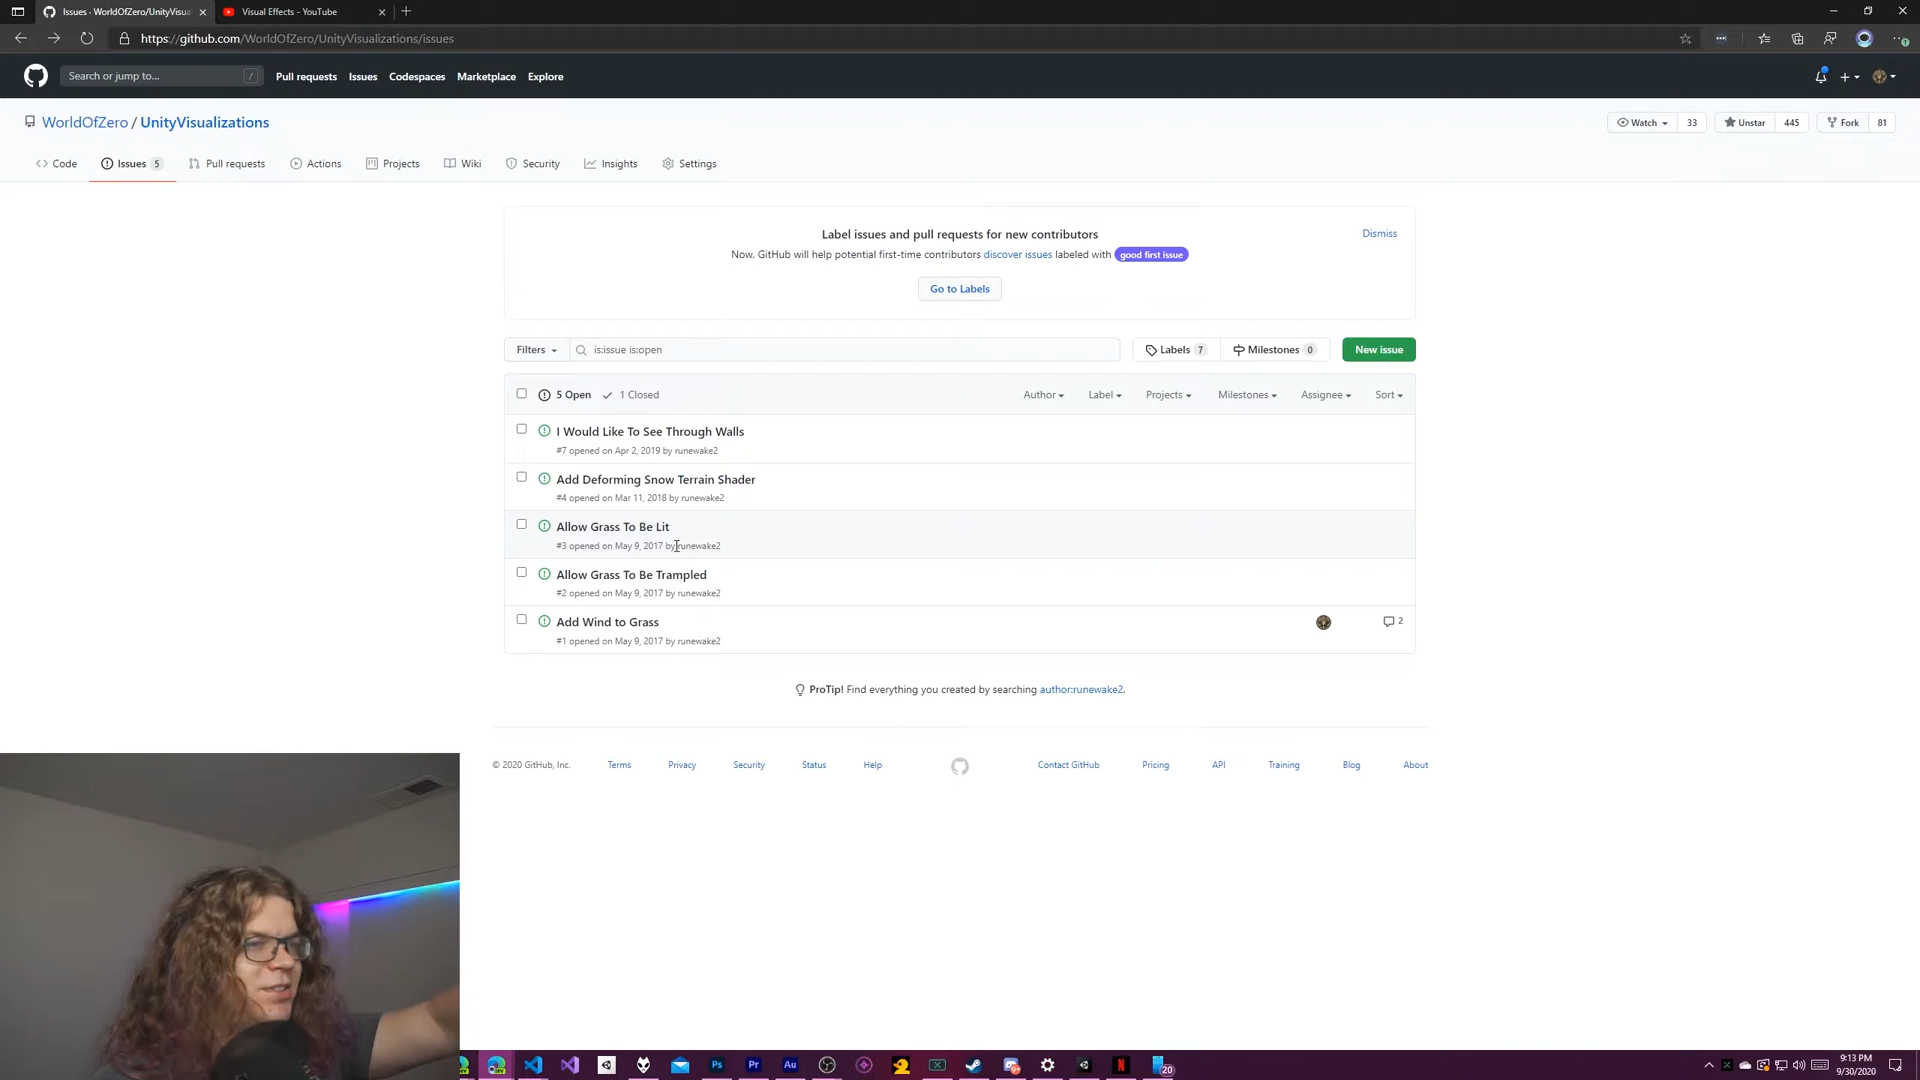 Issues · WorldOfZero/UnityVisua
Visual Effects - YouTube
https://github.com/WorldOfZero/UnityVisualizations/issues
Search or jump to...
/
Pull requests
Issues
Codespaces
Marketplace
Explore
WorldOfZero / UnityVisualizations
Watch
33
Unstar
445
Fork
81
Code
Issues 5
Pull requests
Actions
Projects
Wiki
Security
Insights
Settings
Label issues and pull requests for new contributors
Dismiss
Now, GitHub will help potential first-time contributors discover issues labeled with good first issue
Go to Labels
Filters
is:issue is:open
Labels 7
Milestones 0
New issue
5 Open
1 Closed
Author
Label
Projects
Milestones
Assignee
Sort
I Would Like To See Through Walls
#7 opened on Apr 2, 2019 by runewake2
Add Deforming Snow Terrain Shader
#4 opened on Mar 11, 2018 by runewake2
Allow Grass To Be Lit
#3 opened on May 9, 2017 by runewake2
Allow Grass To Be Trampled
#2 opened on May 9, 2017 by runewake2
Add Wind to Grass
2
#1 opened on May 9, 2017 by runewake2
ProTip! Find everything you created by searching author:runewake2.
© 2020 GitHub, Inc.
Terms
Privacy
Security
Status
Help
Contact GitHub
Pricing
API
Training
Blog
About
Ps
Pr
Au
2
N
20
9:13 PM
9/30/2020